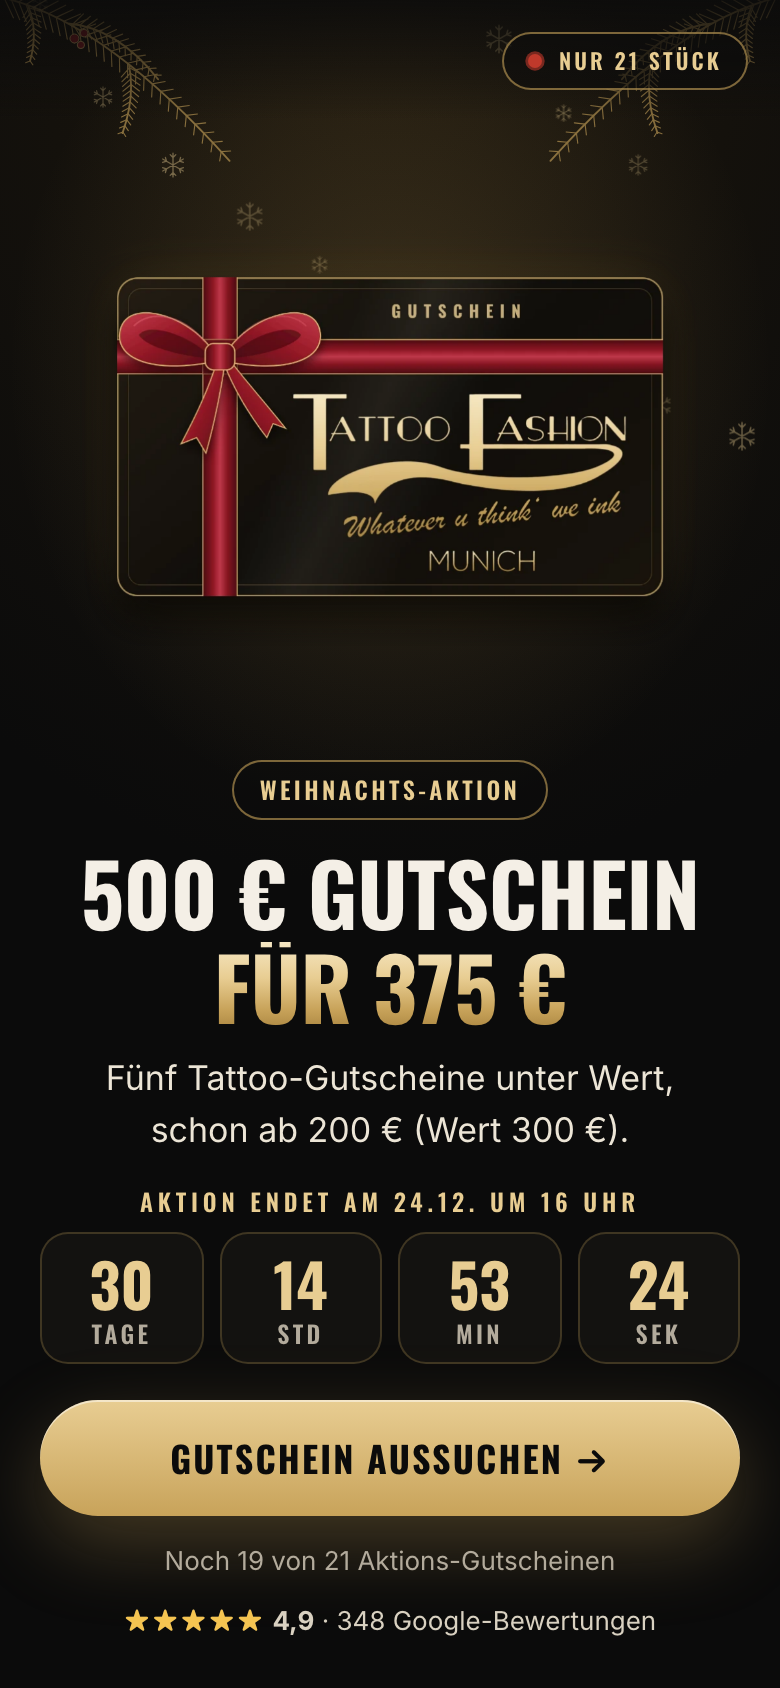 NUR 21 STÜCK
GUTSCHEIN
TATTOO FASHION
Whatever u think' we ink
MUNICH
WEIHNACHTS-AKTION
500 € GUTSCHEIN
FÜR 375 €
Fünf Tattoo-Gutscheine unter Wert,
schon ab 200 € (Wert 300 €).
AKTION ENDET AM 24.12. UM 16 UHR
30 14 53 24
TAGE STD MIN SEK
GUTSCHEIN AUSSUCHEN →
Noch 19 von 21 Aktions-Gutscheinen
★★★★★ 4,9 · 348 Google-Bewertungen